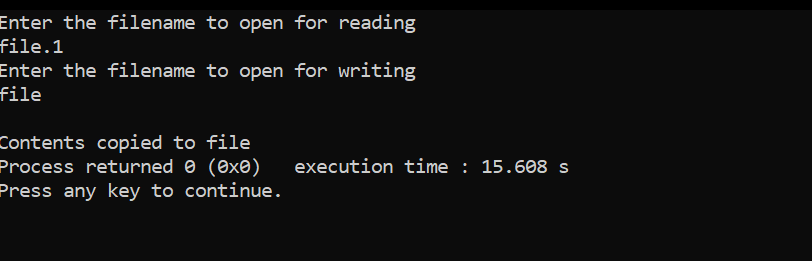 Enter the filename to open for reading
file.1
Enter the filename to open for writing
file
Contents copied to file
Process returned 0 (0x0)   execution time : 15.608 s
Press any key to continue.